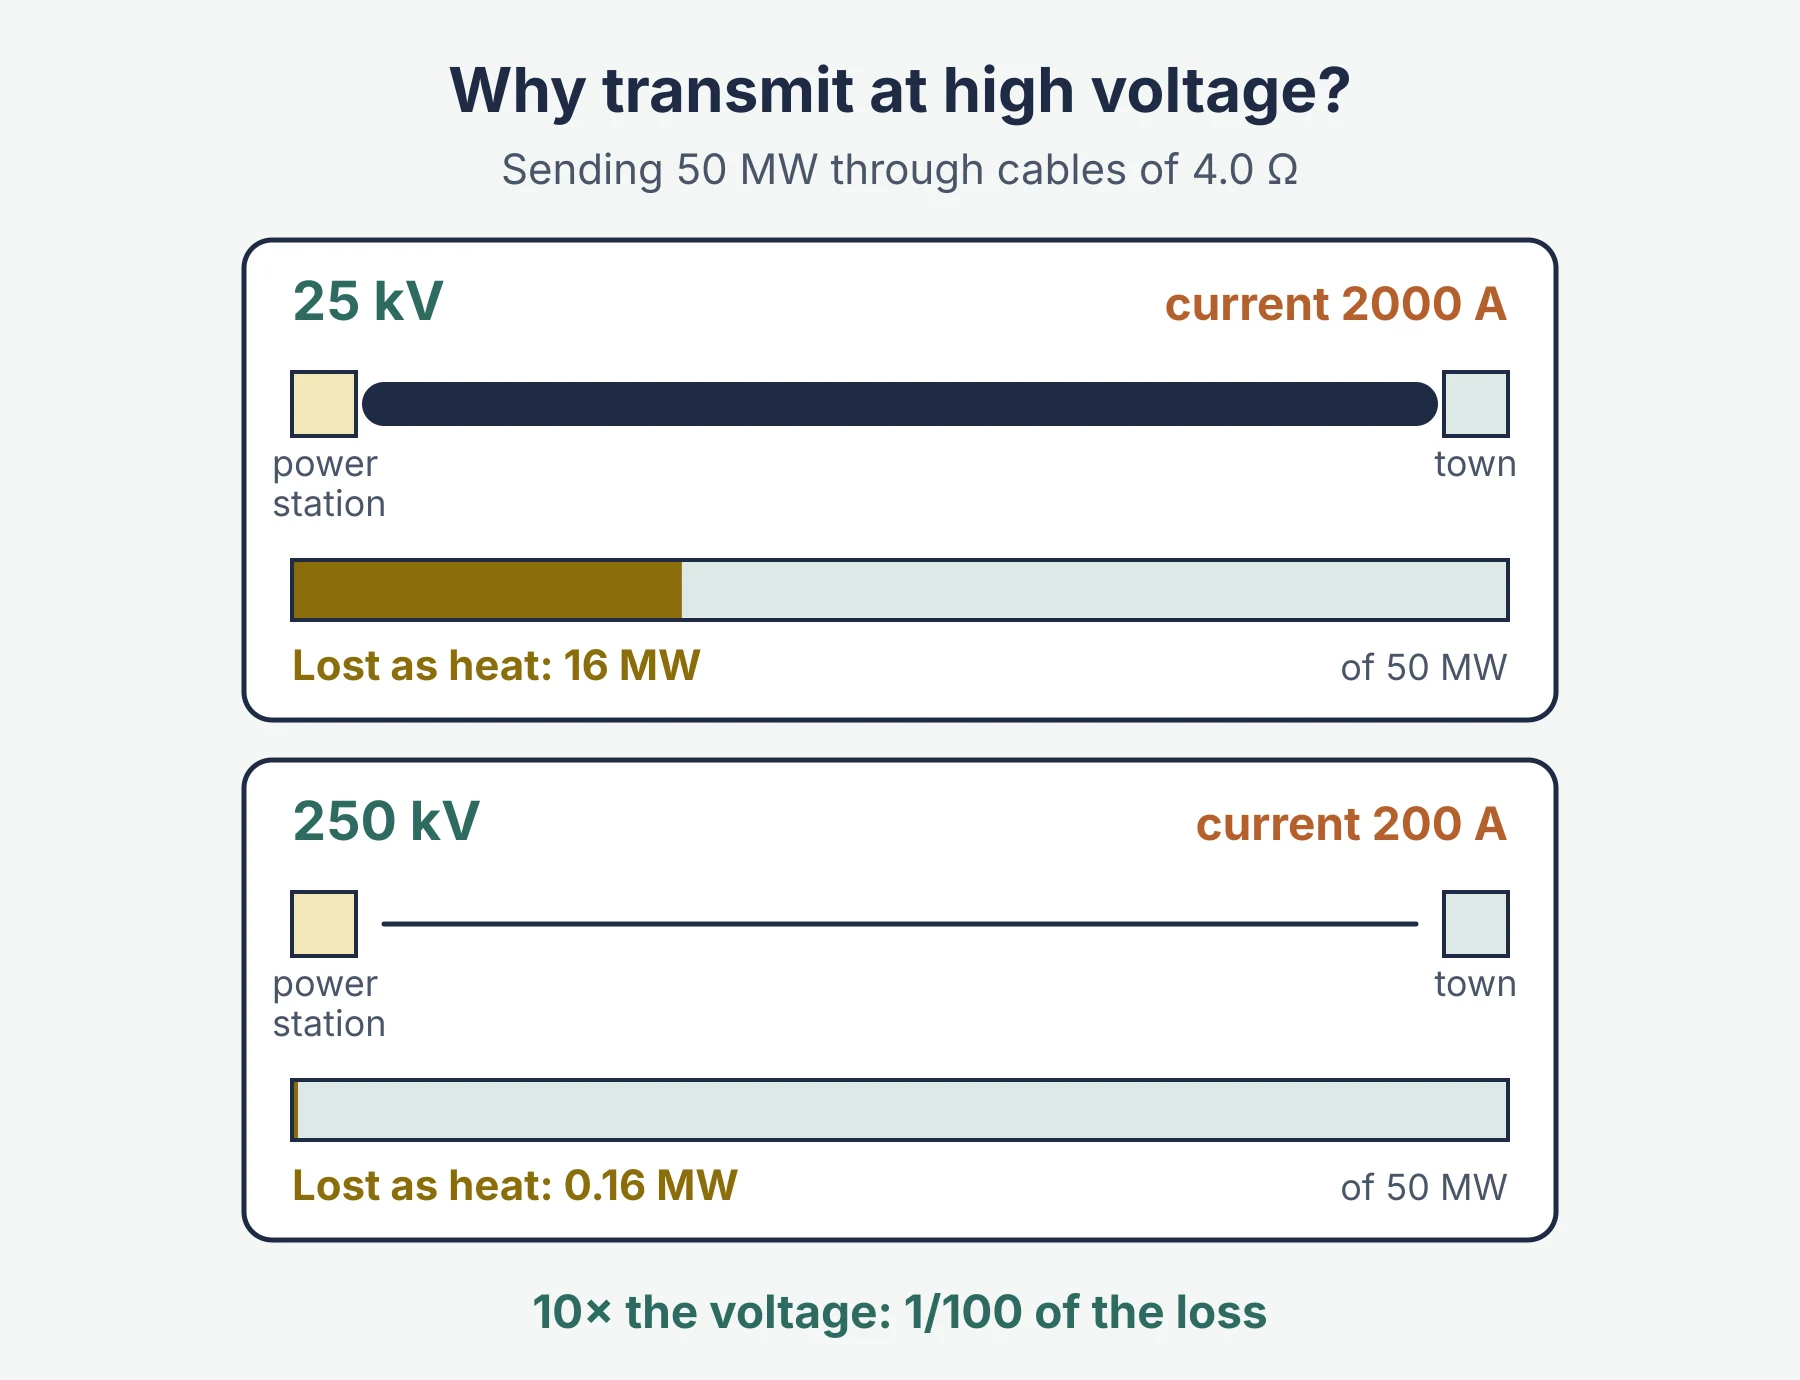 Why transmit at high voltage?
Sending 50 MW through cables of 4.0 Ω
25 kV
current 2000 A
power
station
town
Lost as heat: 16 MW
of 50 MW
250 kV
current 200 A
power
station
town
Lost as heat: 0.16 MW
of 50 MW
10× the voltage: 1/100 of the loss